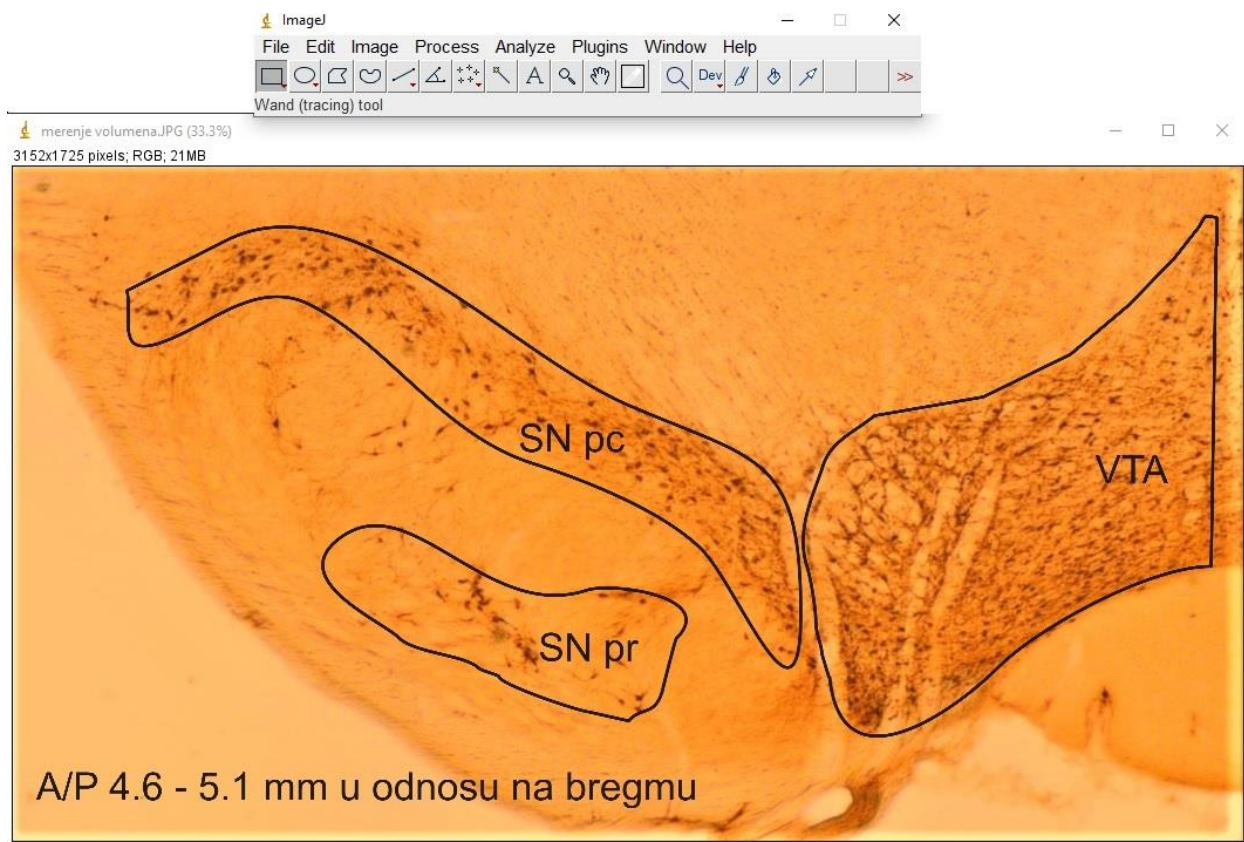 ImageJ
File Edit Image Process Analyze Plugins Window Help
A Dev >>
Wand (tracing) tool
merenje volumena.JPG (33.3%)
3152x1725 pixels; RGB; 21MB
SN pc
VTA
SN pr
A/P 4.6 - 5.1 mm u odnosu na bregmu